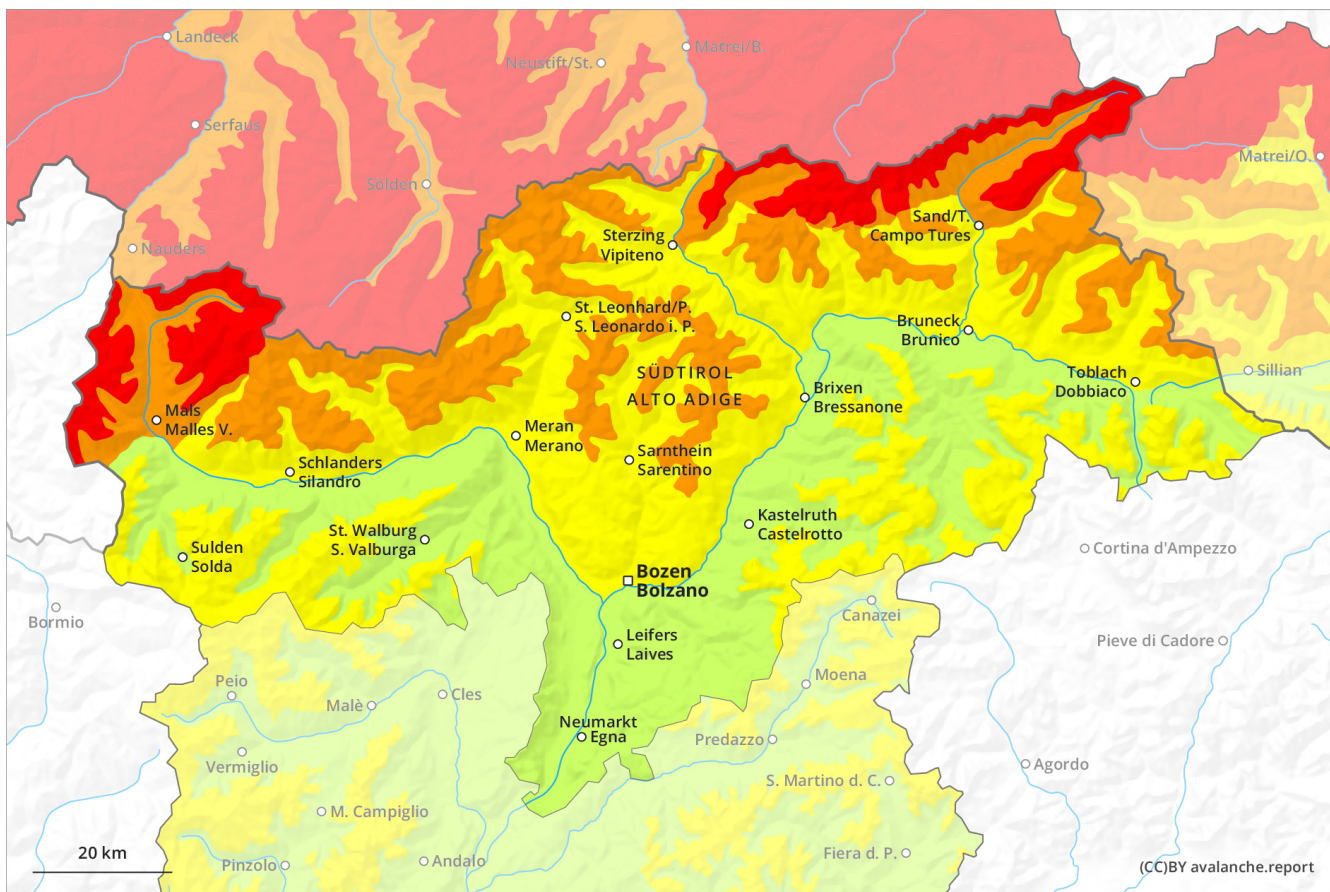 Landeck
Matrei/B.
Neustift/St.
Serfaus
Matrei/O.
Sölden
Sand/T.
Campo Tures
Nauders
Sterzing
Vipiteno
St. Leonhard/P.
S. Leonardo i. P.
Bruneck
Brunico
SÜDTIROL
ALTO ADIGE
Toblach
Dobbiaco
Sillian
Brixen
Bressanone
Mals
Malles V.
Meran
Merano
Schlanders
Silandro
Sarnthein
Sarentino
Kastelruth
Castelrotto
St. Walburg
S. Valburga
Sulden
Solda
Cortina d'Ampezzo
Bozen
Bolzano
Bormio
Canazei
Leifers
Laives
Pieve di Cadore
Peio
Malè
Cles
Moena
Neumarkt
Egna
Predazzo
Vermiglio
Agordo
S. Martino d. C.
M. Campiglio
20 km
Pinzolo
Andalo
Fiera d. P.
(CC)BY avalanche.report